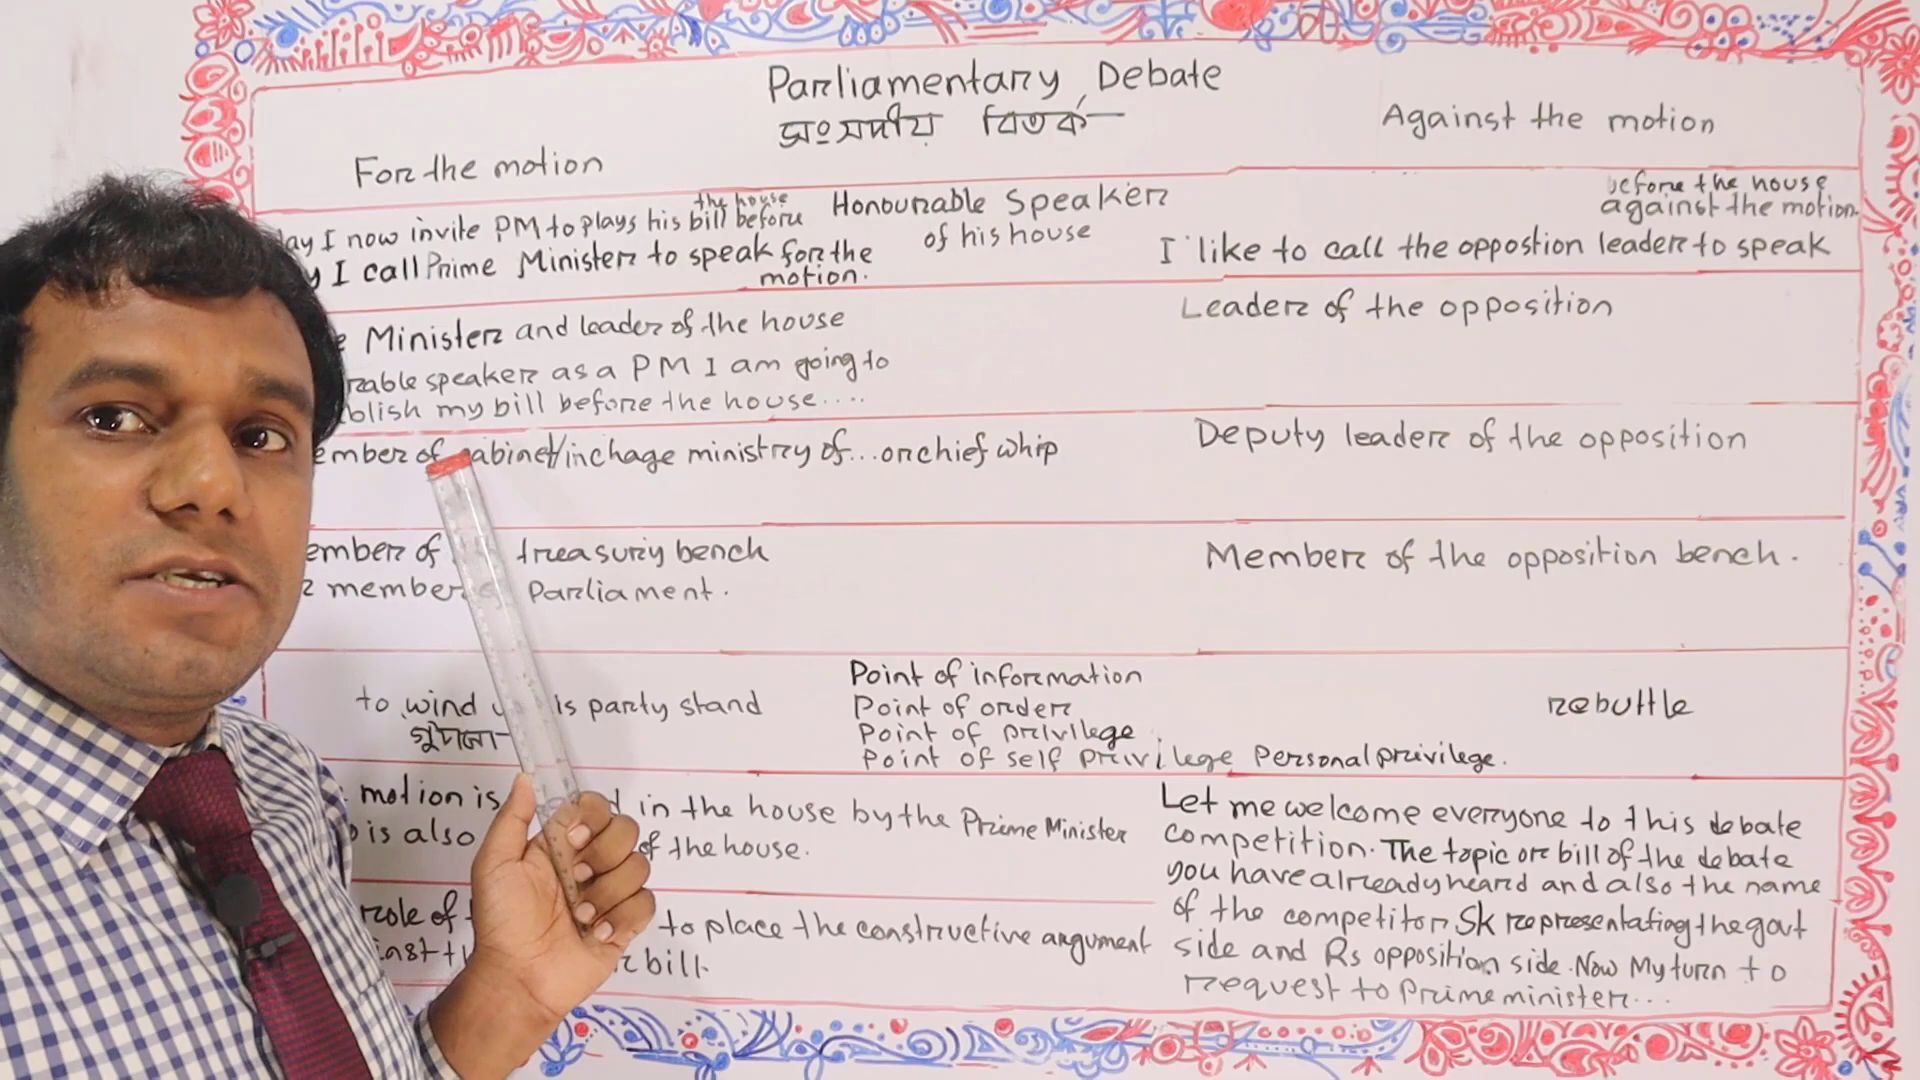 Parliamentary Debate
সংসদীয় বিতর্ক
For the motion
Against the motion
the house
I now invite PM to plays his bill before
I call Prime Minister to speak for the
motion.
Honourable Speaker
of his house
before the house
against the motion.
I like to call the oppostion leader to speak
Minister and leader of the house
speaker as a PM I am going to
my bill before the house....
Leader of the opposition
ember of cabinet/inchage ministry of...or chief whip
Deputy leader of the opposition
ember of treasury bench
member Parliament.
Member of the opposition bench.
to wind is party stand
Point of information
Point of order
Point of privilege
Point of self privilege Personal privilege.
rebuttle
motion is in the house by the Prime Minister
is also of the house.
role of to place the constructive argument
bill.
Let me welcome everyone to this debate
competition. The topic or bill of the debate
you have already heard and also the name
of the competitor Sk representating the govt
side and Rs opposition side. Now My turn to
request to prime minister...